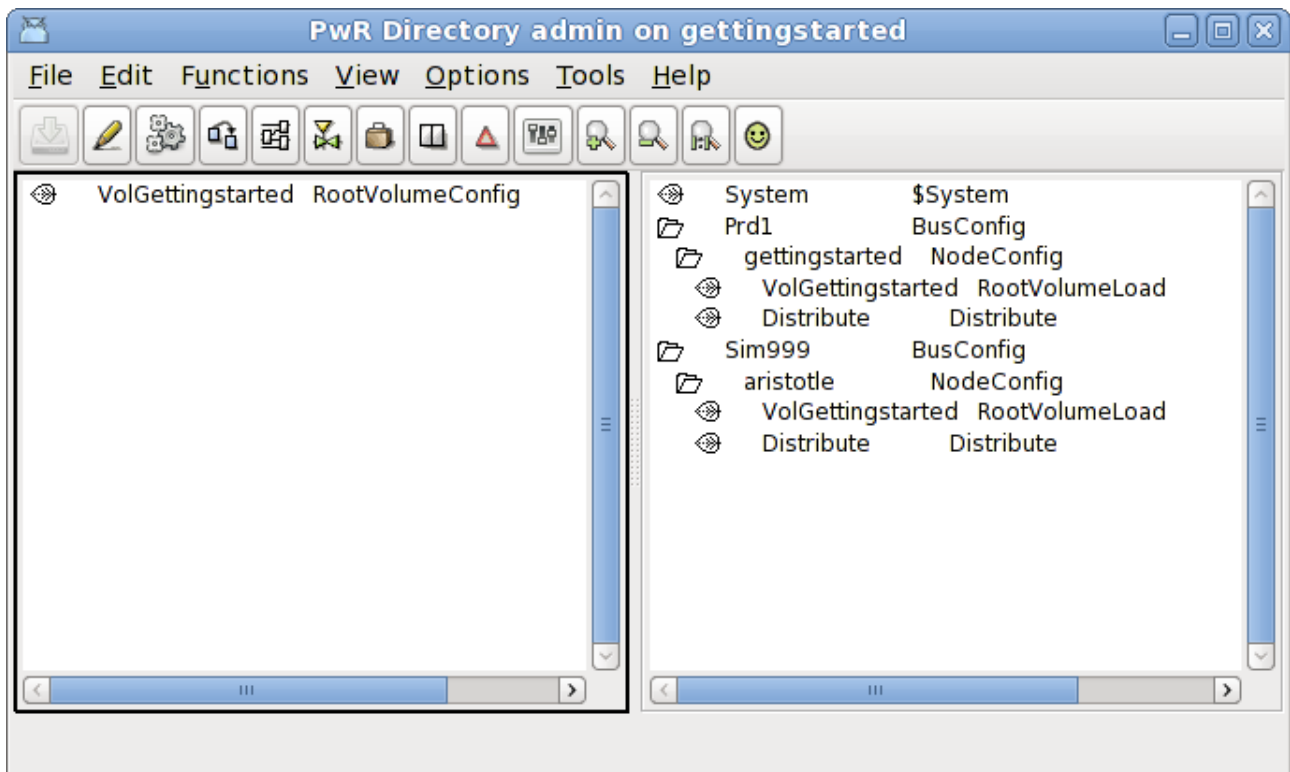 PwR Directory admin on gettingstarted
File Edit Functions View Options Tools Help
VolGettingstarted RootVolumeConfig
System $System
Prd1 BusConfig
gettingstarted NodeConfig
VolGettingstarted RootVolumeLoad
Distribute Distribute
Sim999 BusConfig
aristotle NodeConfig
VolGettingstarted RootVolumeLoad
Distribute Distribute